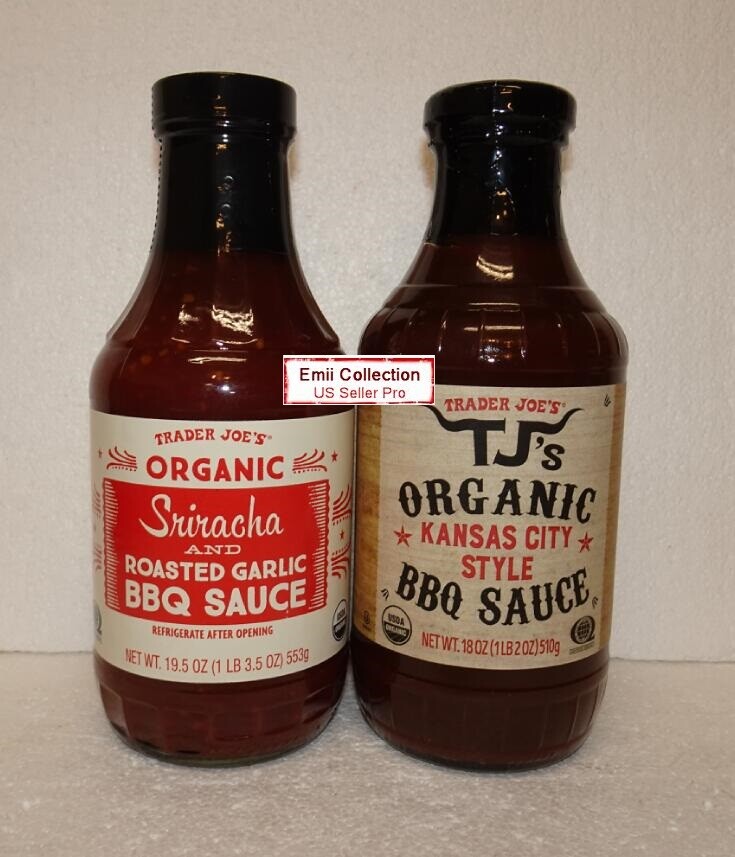 Emii Collection
US Seller Pro
TRADER JOE'S
ORGANIC
Sriracha
AND
ROASTED GARLIC
BBQ SAUCE
REFRIGERATE AFTER OPENING
NET WT. 19.5 OZ (1 LB 3.5 OZ) 553g
USDA
ORGANIC
TRADER JOE'S
TJ's
ORGANIC
KANSAS CITY
STYLE
BBQ SAUCE
USDA
ORGANIC
NET WT. 18 OZ (1 LB 2 OZ) 510g